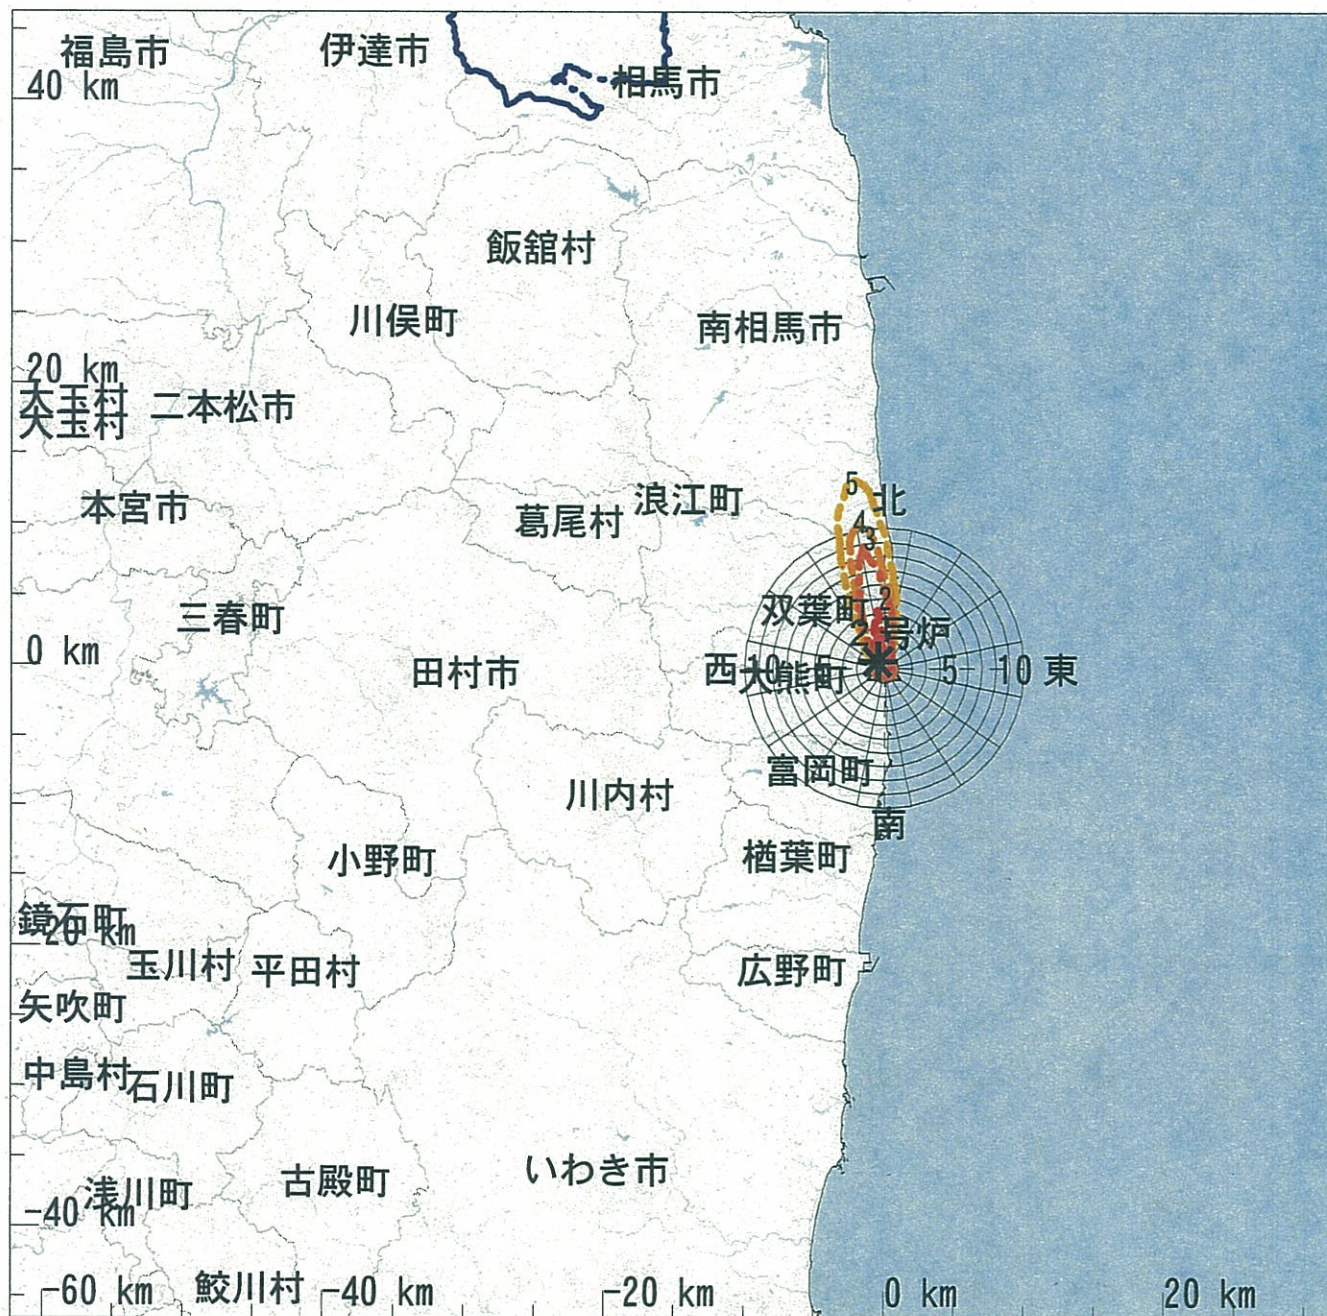 福島市
伊達市
相馬市
40 km
飯舘村
川俣町
南相馬市
20 km
大玉村
二本松市
大玉村
本宮市
葛尾村
浪江町
5
北
4
3
三春町
双葉町
2
2号炉
0 km
田村市
西
10
5
大熊町
5
10
東
川内村
富岡町
南
小野町
楢葉町
鏡石町
-20 km
玉川村
平田村
広野町
矢吹町
中島村
石川町
いわき市
浅川町
古殿町
-40 km
-60 km
鮫川村
-40 km
-20 km
0 km
20 km